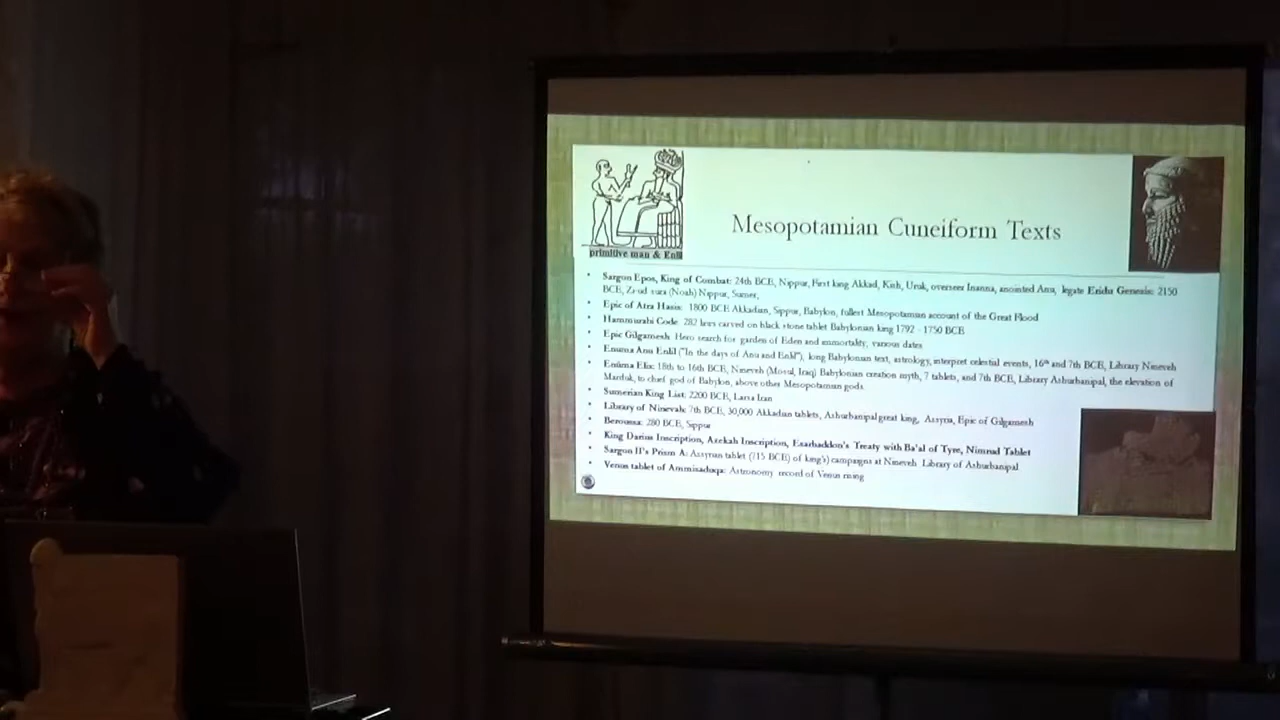 Mesopotamian Cuneiform Texts
primitive man & Enlil
Sargon Epos, King of Combat: 24th BCE, Nippur, First king Akkad, Kish, Uruk, overseer Inanna, anointed Anu, legate Eridu Genesis: 2150
BCE, Zi-ud-sura (Noah) Nippur, Sumer,
Epic of Atra Hasis: 1800 BCE Akkadian, Sippur, Babylon, fullest Mesopotamian account of the Great Flood
Hammurabi Code: 282 laws carved on black stone tablet Babylonian king 1792 - 1750 BCE
Epic Gilgamesh: Hero search for garden of Eden and immortality, various dates
Enuma Anu Enlil ("In the days of Anu and Enlil"), long Babylonian text, astrology, interpret celestial events, 16th and 7th BCE, Library Nineveh
Enûma Eliš: 18th to 16th BCE, Nineveh (Mosul, Iraq) Babylonian creation myth, 7 tablets, and 7th BCE, Library Ashurbanipal, the elevation of
Marduk, to chief god of Babylon, above other Mesopotamian gods.
Sumerian King List: 2200 BCE, Larsa Iran
Library of Ninevah: 7th BCE, 30,000 Akkadian tablets, Ashurbanipal great king, Assyria, Epic of Gilgamesh
Berossus: 280 BCE, Sippur
King Darius Inscription, Azekah Inscription, Esarhaddon's Treaty with Ba'al of Tyre, Nimrud Tablet
Sargon II's Prism A: Assyrian tablet (715 BCE) of king's) campaigns at Nineveh Library of Ashurbanipal
Venus tablet of Ammisaduqa: Astronomy record of Venus rising